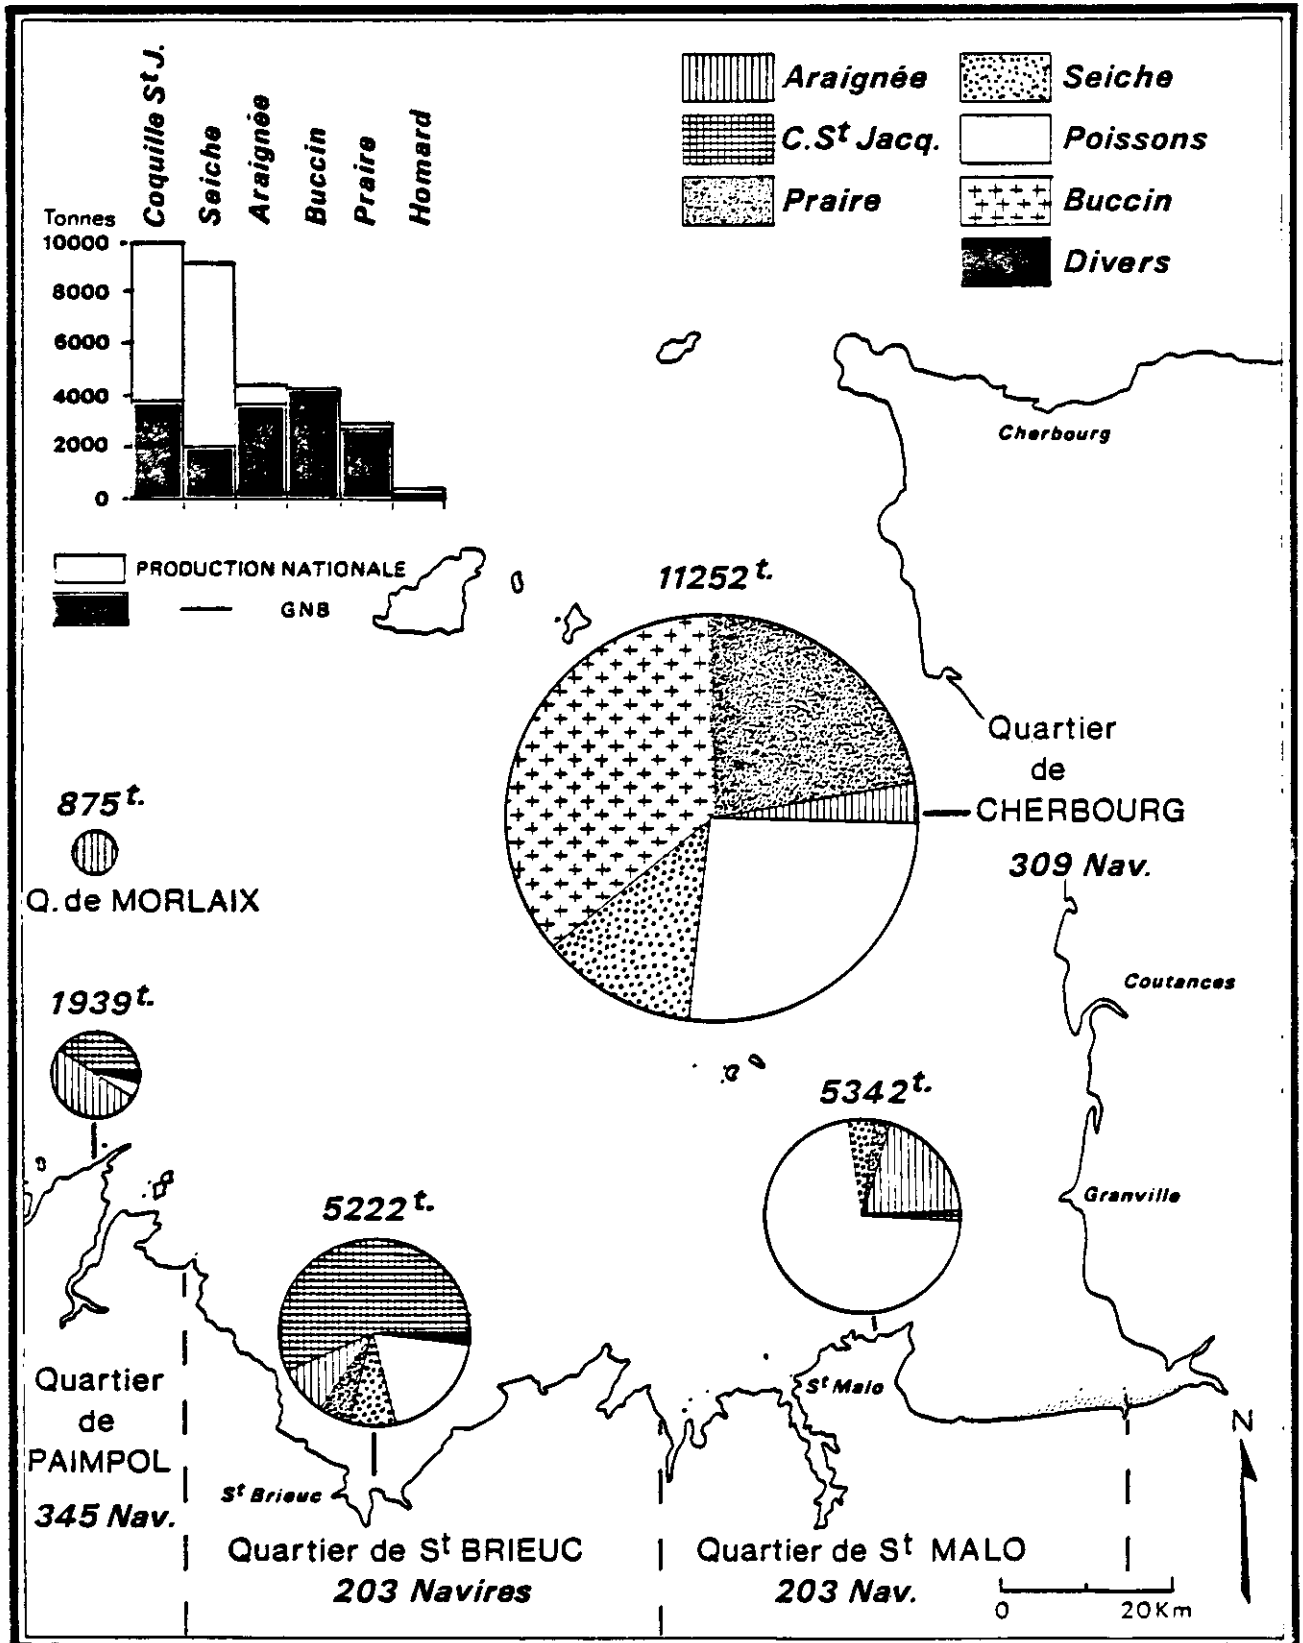 Coquille St J.
Seiche
Araignée
Buccin
Praire
Homard
Tonnes
10000
8000
6000
4000
2000
0
PRODUCTION NATIONALE
— GNB
Araignée
C.St Jacq.
Praire
Seiche
Poissons
Buccin
Divers
Cherbourg
11252 t.
Quartier
de
CHERBOURG
309 Nav.
875 t.
Q. de MORLAIX
1939 t.
Coutances
5342 t.
Granville
5222 t.
St Malo
Quartier
de
PAIMPOL
345 Nav.
St Brieuc
Quartier de St BRIEUC
203 Navires
Quartier de St MALO
203 Nav.
N
0 20Km